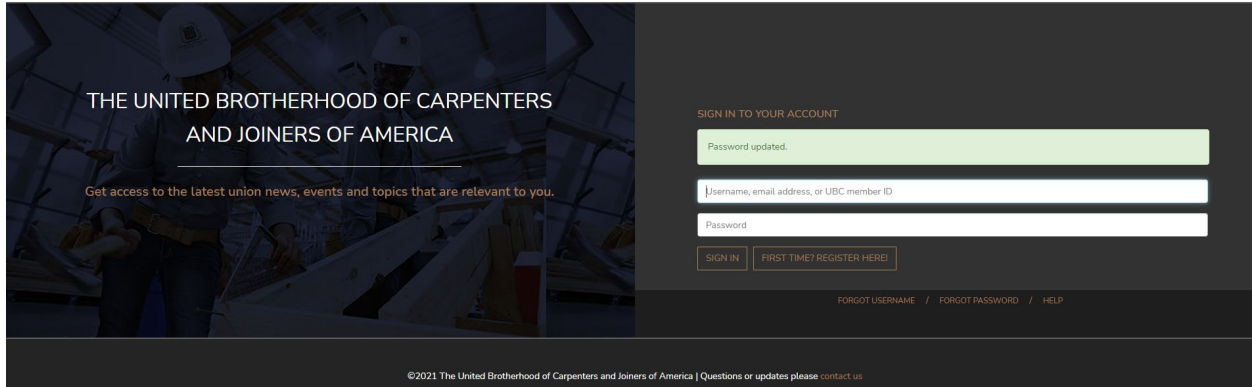 THE UNITED BROTHERHOOD OF CARPENTERS
AND JOINERS OF AMERICA
Get access to the latest union news, events and topics that are relevant to you.
SIGN IN TO YOUR ACCOUNT
Password updated.
Username, email address, or UBC member ID
Password
SIGN IN FIRST TIME? REGISTER HERE!
FORGOT USERNAME / FORGOT PASSWORD / HELP
©2021 The United Brotherhood of Carpenters and Joiners of America | Questions or updates please contact us